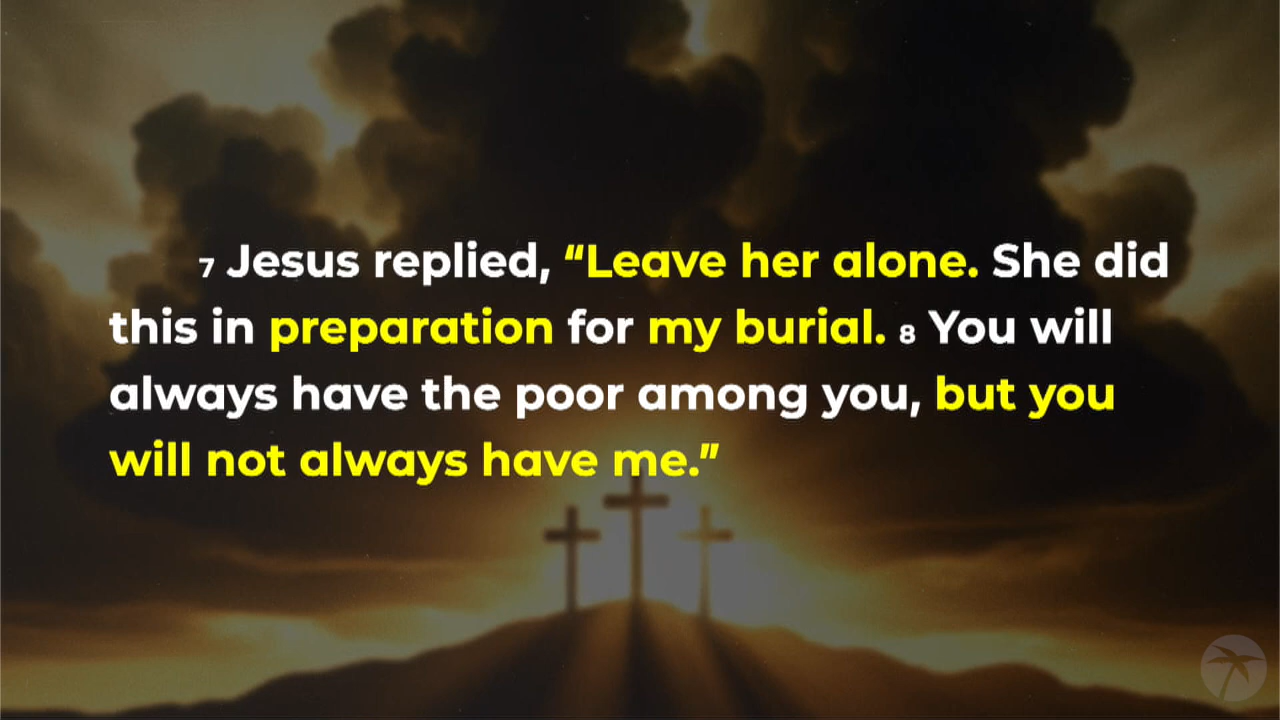 7 Jesus replied, “Leave her alone. She did
this in preparation for my burial. 8 You will
always have the poor among you, but you
will not always have me.”